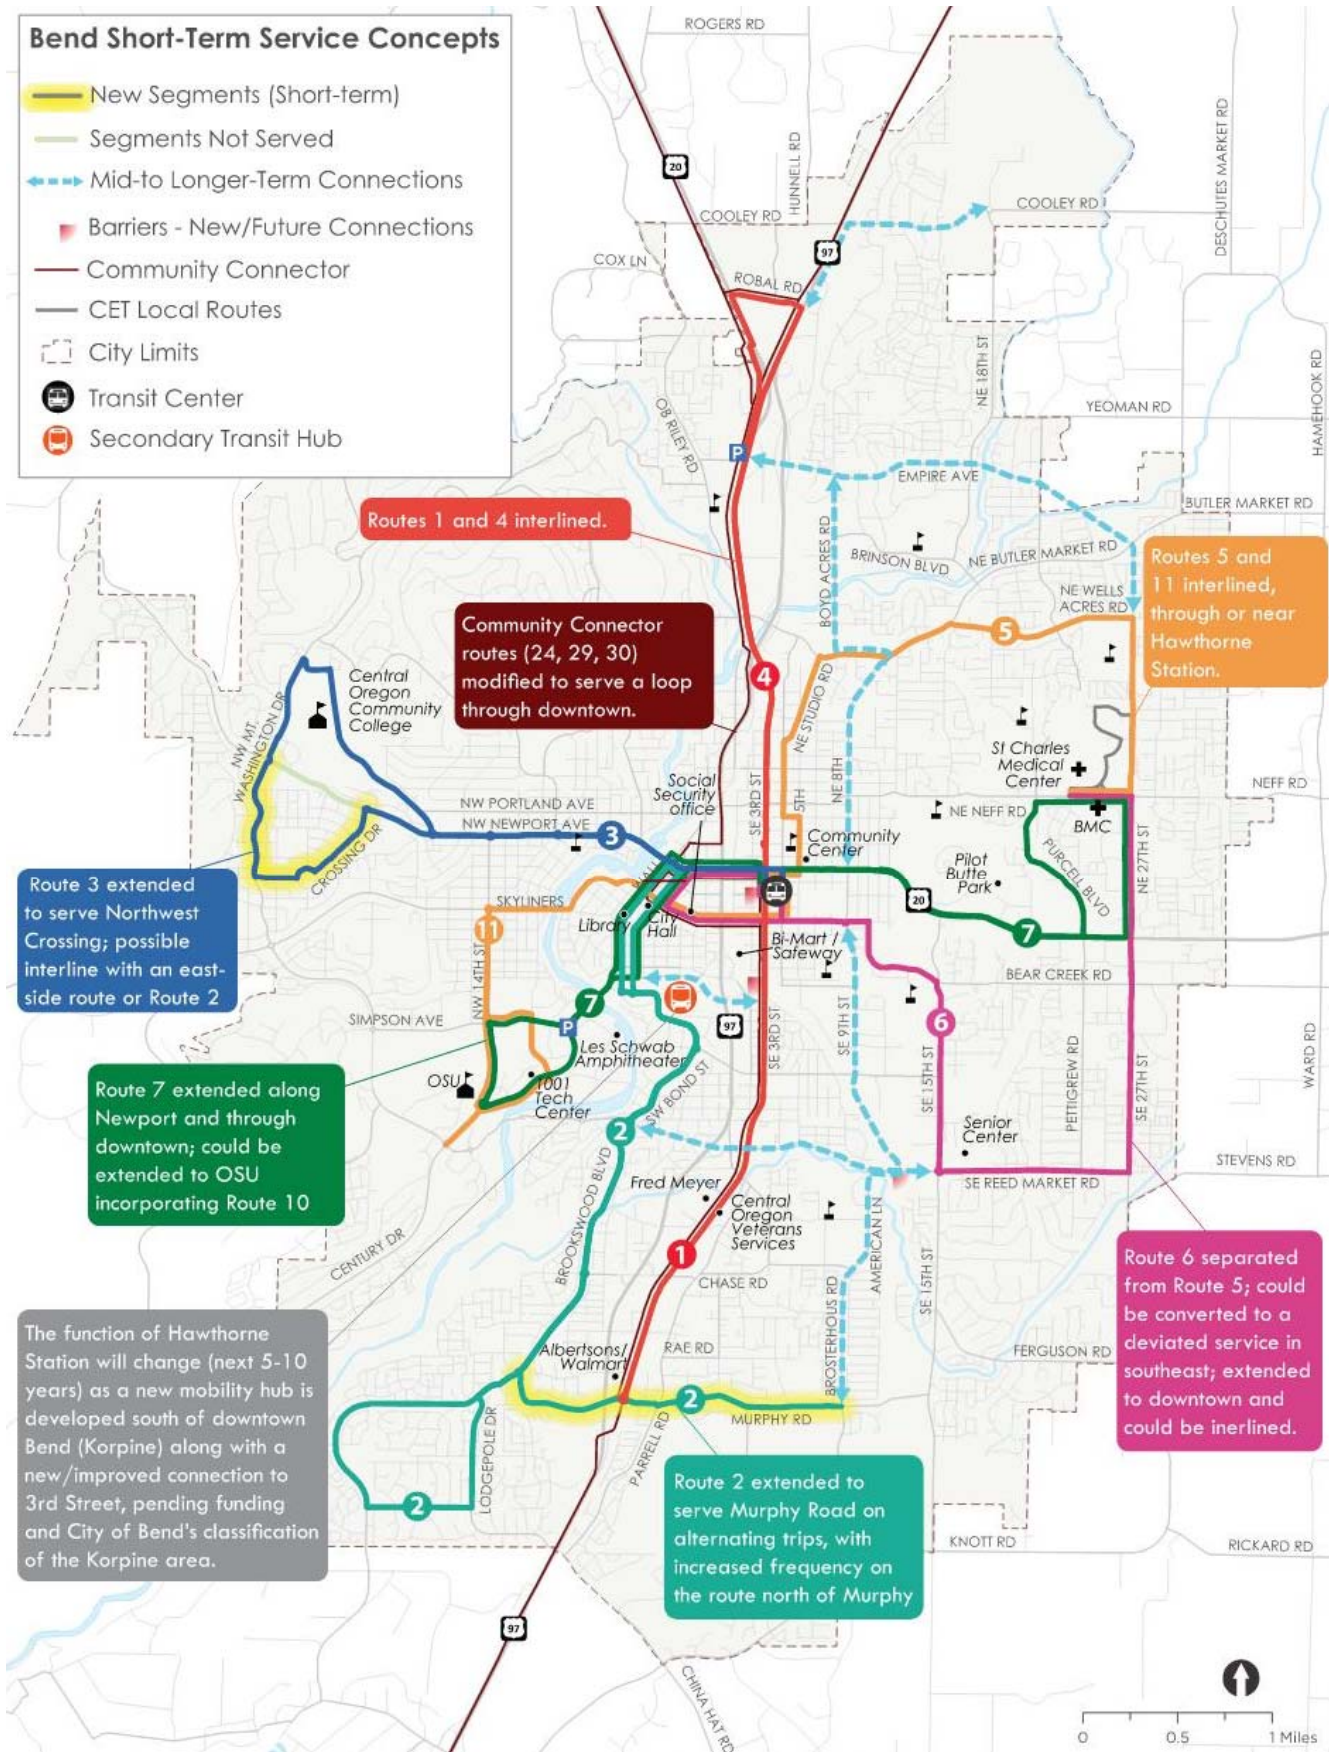 Bend Short-Term Service Concepts
New Segments (Short-term)
Segments Not Served
Mid-to Longer-Term Connections
Barriers - New/Future Connections
Community Connector
CET Local Routes
City Limits
Transit Center
Secondary Transit Hub
ROGERS RD
20
HUNNELL RD
DESCHUTES MARKET RD
COOLEY RD
COOLEY RD
97
COX LN
ROBAL RD
NE 18TH ST
HAMEHOOK RD
YEOMAN RD
OB RILEY RD
P
EMPIRE AVE
BUTLER MARKET RD
Routes 1 and 4 interlined.
BOYD ACRES RD
BRINSON BLVD
NE BUTLER MARKET RD
NE WELLS
ACRES RD
Routes 5 and
11 interlined,
through or near
Hawthorne
Station.
5
Community Connector
routes (24, 29, 30)
modified to serve a loop
through downtown.
4
NE STUDIO RD
Central
Oregon
Community
College
NW MT.
WASHINGTON DR
St Charles
Medical
Center
Social
Security
office
NE 8TH
5TH
SE 3RD ST
NEFF RD
NW PORTLAND AVE
NW NEWPORT AVE
3
NE NEFF RD
BMC
Community
Center
CROSSING DR
WALL
PURCELL BLVD
NE 27TH ST
Pilot
Butte
Park
Route 3 extended
to serve Northwest
Crossing; possible
interline with an east-
side route or Route 2
SKYLINERS
11
Library
City
Hall
20
7
Bi-Mart /
Safeway
BEAR CREEK RD
NW 14TH ST
7
6
SIMPSON AVE
P
97
SE 3RD ST
SE 9TH ST
SE 15TH ST
PETTIGREW RD
SE 27TH ST
WARD RD
Les Schwab
Amphitheater
OSU
1001
Tech
Center
SW BOND ST
Route 7 extended along
Newport and through
downtown; could be
extended to OSU
incorporating Route 10
2
Senior
Center
STEVENS RD
SE REED MARKET RD
BROOKSWOOD BLVD
Fred Meyer
Central
Oregon
Veterans
Services
AMERICAN LN
CENTURY DR
1
CHASE RD
BROSTERHOUS RD
SE 15TH ST
Route 6 separated
from Route 5; could
be converted to a
deviated service in
southeast; extended
to downtown and
could be inerlined.
The function of Hawthorne
Station will change (next 5-10
years) as a new mobility hub is
developed south of downtown
Bend (Korpine) along with a
new/improved connection to
3rd Street, pending funding
and City of Bend's classification
of the Korpine area.
Albertsons/
Walmart
RAE RD
FERGUSON RD
2
MURPHY RD
LODGEPOLE DR
PARRELL RD
2
Route 2 extended to
serve Murphy Road on
alternating trips, with
increased frequency on
the route north of Murphy
KNOTT RD
RICKARD RD
97
CHINA HAT RD
0 0.5 1 Miles